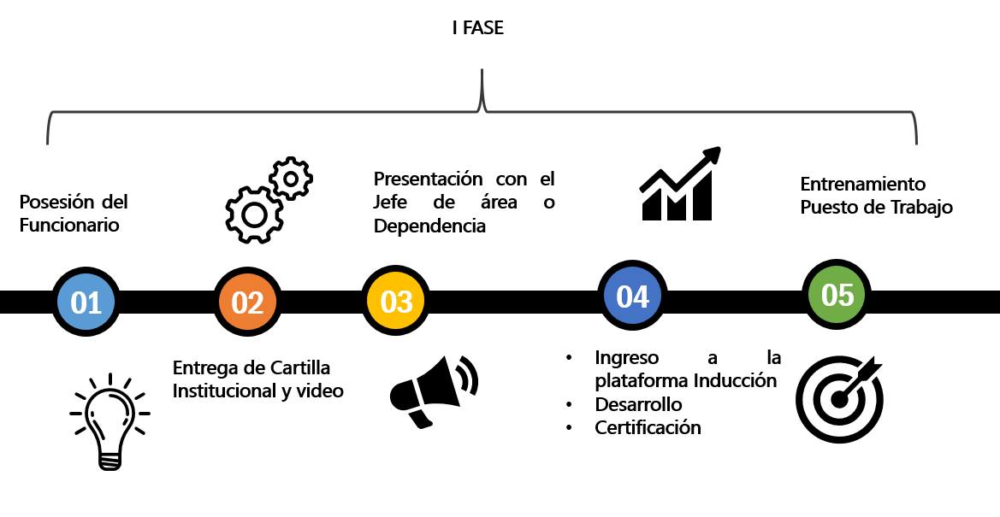 I FASE
Posesión del
Funcionario
01
02
Entrega de Cartilla
Institucional y video
Presentación con el
Jefe de área o
Dependencia
03
04
• Ingreso a la
plataforma Inducción
• Desarrollo
• Certificación
Entrenamiento
Puesto de Trabajo
05